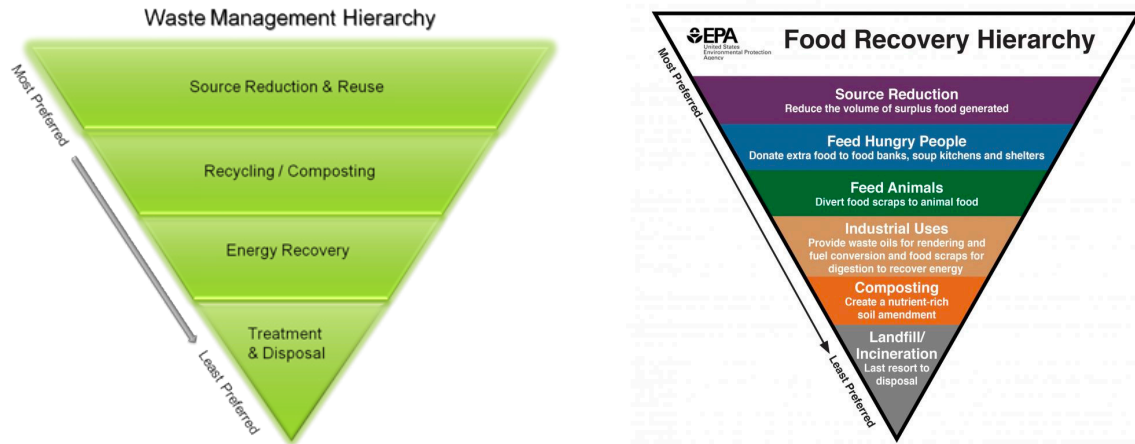 Waste Management Hierarchy
Most Preferred
Source Reduction & Reuse
Recycling / Composting
Energy Recovery
Treatment
& Disposal
Least Preferred
EPA
United States
Environmental Protection
Agency
Food Recovery Hierarchy
Most Preferred
Source Reduction
Reduce the volume of surplus food generated
Feed Hungry People
Donate extra food to food banks, soup kitchens and shelters
Feed Animals
Divert food scraps to animal food
Industrial Uses
Provide waste oils for rendering and
fuel conversion and food scraps for
digestion to recover energy
Composting
Create a nutrient-rich
soil amendment
Landfill/
Incineration
Last resort to
disposal
Least Preferred